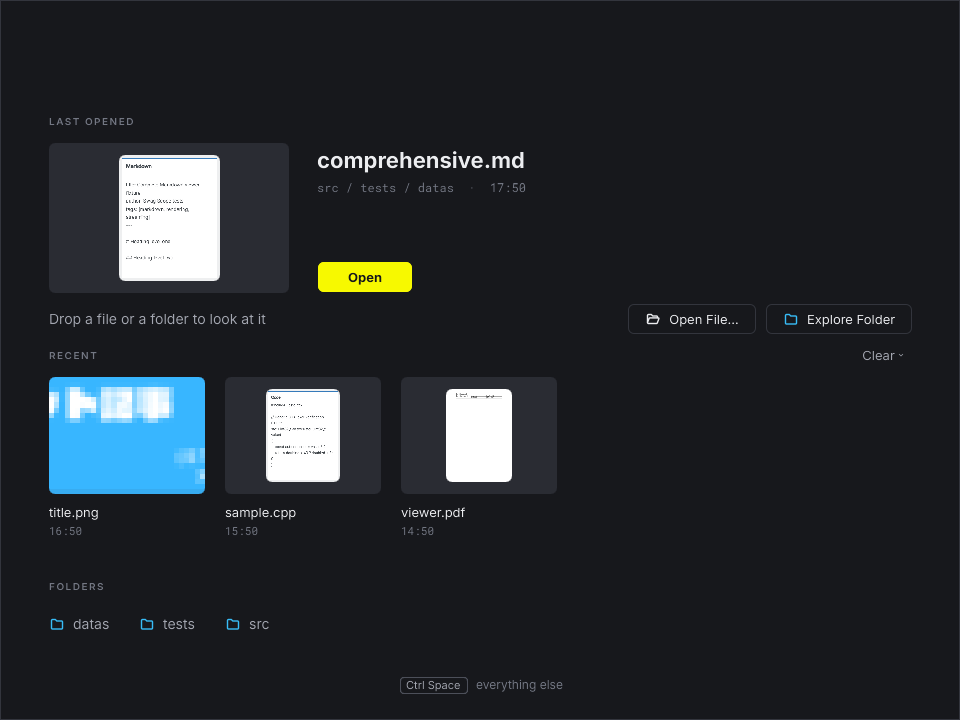 LAST OPENED
Markdown
comprehensive.md
src / tests / datas · 17:50
Open
Drop a file or a folder to look at it
Open File...
Explore Folder
RECENT
Clear
Code
title.png
sample.cpp
viewer.pdf
16:50
15:50
14:50
FOLDERS
datas
tests
src
Ctrl Space
everything else